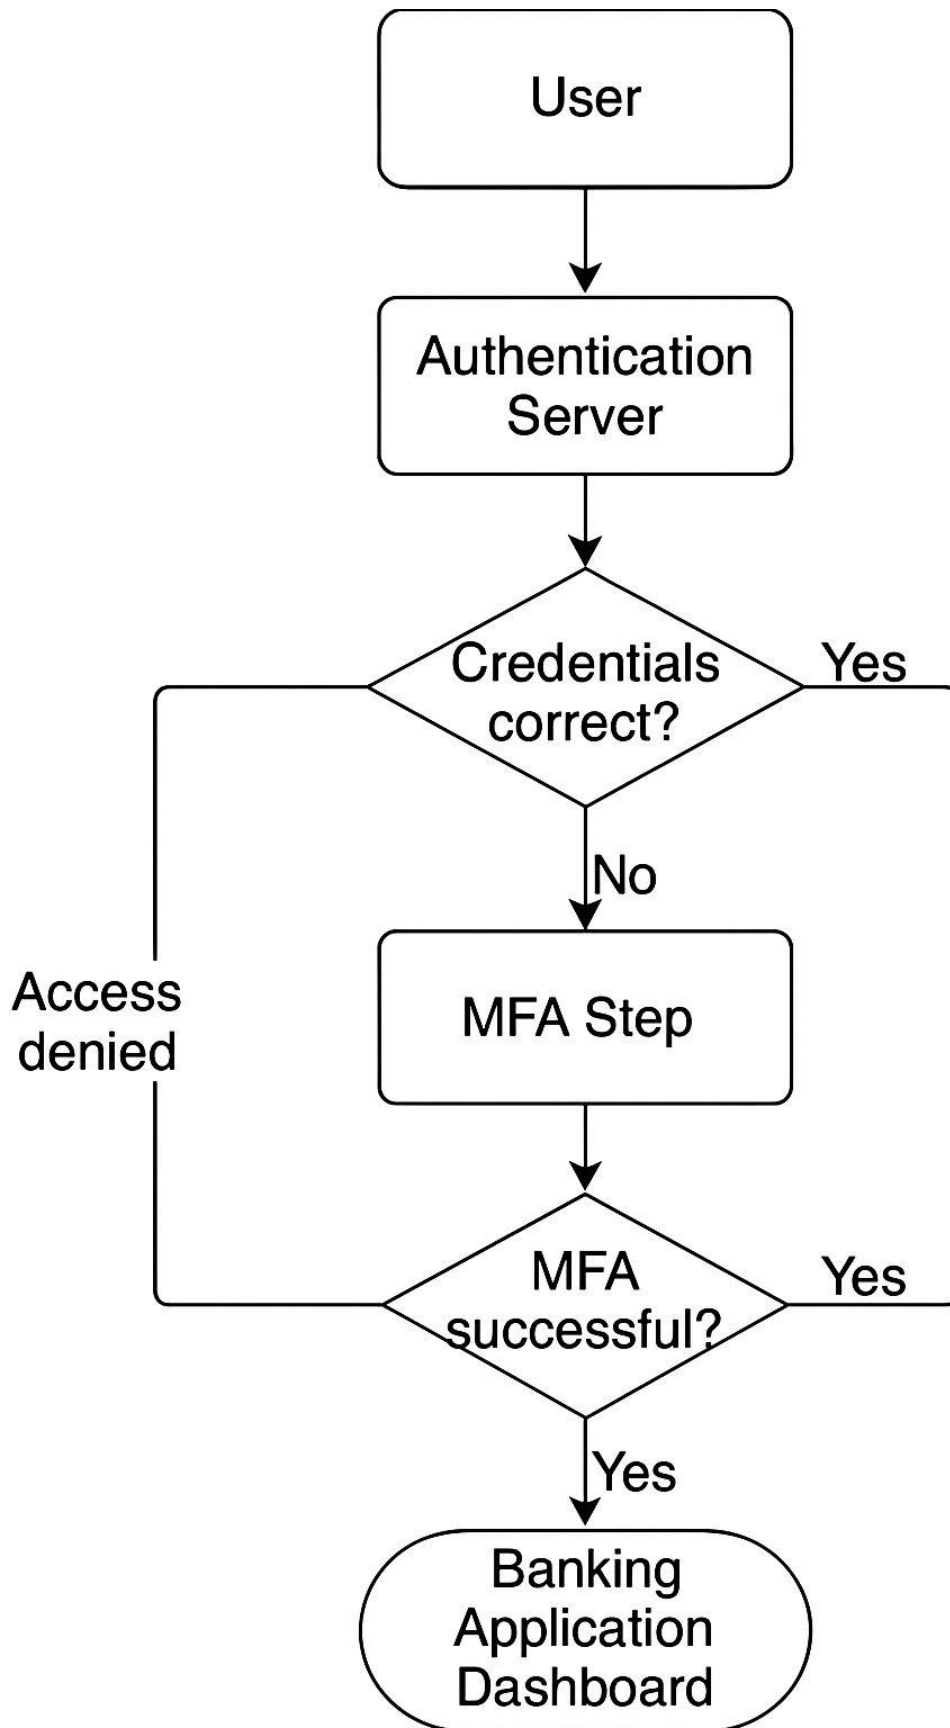 User
Authentication
Server
Credentials
correct?
Yes
No
Access
denied
MFA Step
MFA
successful?
Yes
Yes
Banking
Application
Dashboard